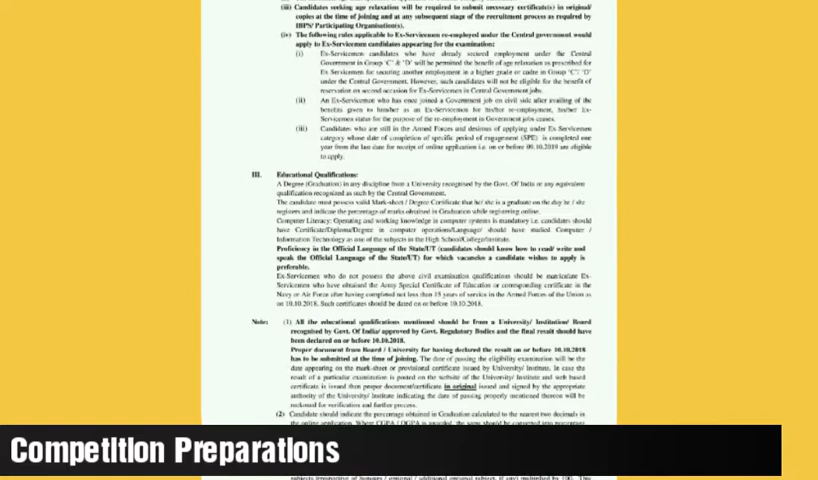 (iii) Candidates seeking age relaxation will be required to submit necessary certificate(s) in original/
copies at the time of joining and at any subsequent stage of the recruitment process as required by
IBPS/ Participating Organisation(s).
(iv) The following rules applicable to Ex-Servicemen re-employed under the Central government would
apply to Ex-Servicemen candidates appearing for the examination:
(i) Ex-Servicemen candidates who have already secured employment under the Central
Government in Group 'C' & 'D' will be permitted the benefit of age relaxation as prescribed for
Ex Servicemen for securing another employment in a higher grade or cadre in Group 'C'/ 'D'
under the Central Government. However, such candidates will not be eligible for the benefit of
reservation on second occasion for Ex-Servicemen in Central Government jobs.
(ii) An Ex-Servicemen who has once joined a Government job on civil side after availing of the
benefits given to him/her as an Ex-Servicemen for his/her re-employment, his/her Ex-
Servicemen status for the purpose of the re-employment in Government jobs ceases.
(iii) Candidates who are still in the Armed Forces and desirous of applying under Ex-Servicemen
category whose date of completion of specific period of engagement (SPE) is completed one
year from the last date for receipt of online application i.e. on or before 09.10.2019 are eligible
to apply.
III. Educational Qualifications:
A Degree (Graduation) in any discipline from a University recognised by the Govt. Of India or any equivalent
qualification recognized as such by the Central Government.
The candidate must possess valid Mark-sheet / Degree Certificate that he/ she is a graduate on the day he / she
registers and indicate the percentage of marks obtained in Graduation while registering online.
Computer Literacy: Operating and working knowledge in computer systems is mandatory i.e. candidates should
have Certificate/Diploma/Degree in computer operations/Language/ should have studied Computer /
Information Technology as one of the subjects in the High School/College/Institute.
Proficiency in the Official Language of the State/UT (candidates should know how to read/ write and
speak the Official Language of the State/UT) for which vacancies a candidate wishes to apply is
preferable.
Ex-Servicemen who do not possess the above civil examination qualifications should be matriculate Ex-
Servicemen who have obtained the Army Special Certificate of Education or corresponding certificate in the
Navy or Air Force after having completed not less than 15 years of service in the Armed Forces of the Union as
on 10.10.2018. Such certificates should be dated on or before 10.10.2018.
Note: (1) All the educational qualifications mentioned should be from a University/ Institution/ Board
recognised by Govt. Of India/ approved by Govt. Regulatory Bodies and the final result should have
been declared on or before 10.10.2018.
Proper document from Board / University for having declared the result on or before 10.10.2018
has to be submitted at the time of joining. The date of passing the eligibility examination will be the
date appearing on the mark-sheet or provisional certificate issued by University/ Institute. In case the
result of a particular examination is posted on the website of the University/ Institute and web based
certificate is issued then proper document/certificate in original issued and signed by the appropriate
authority of the University/ Institute indicating the date of passing properly mentioned thereon will be
reckoned for verification and further process.
(2) Candidate should indicate the percentage obtained in Graduation calculated to the nearest two decimals in
the online application. Where CGPA / OGPA is awarded, the same should be converted into percentage
Competition Preparations
subjects irrespective of honours / optional / additional optional subject, if any) multiplied by 100. This